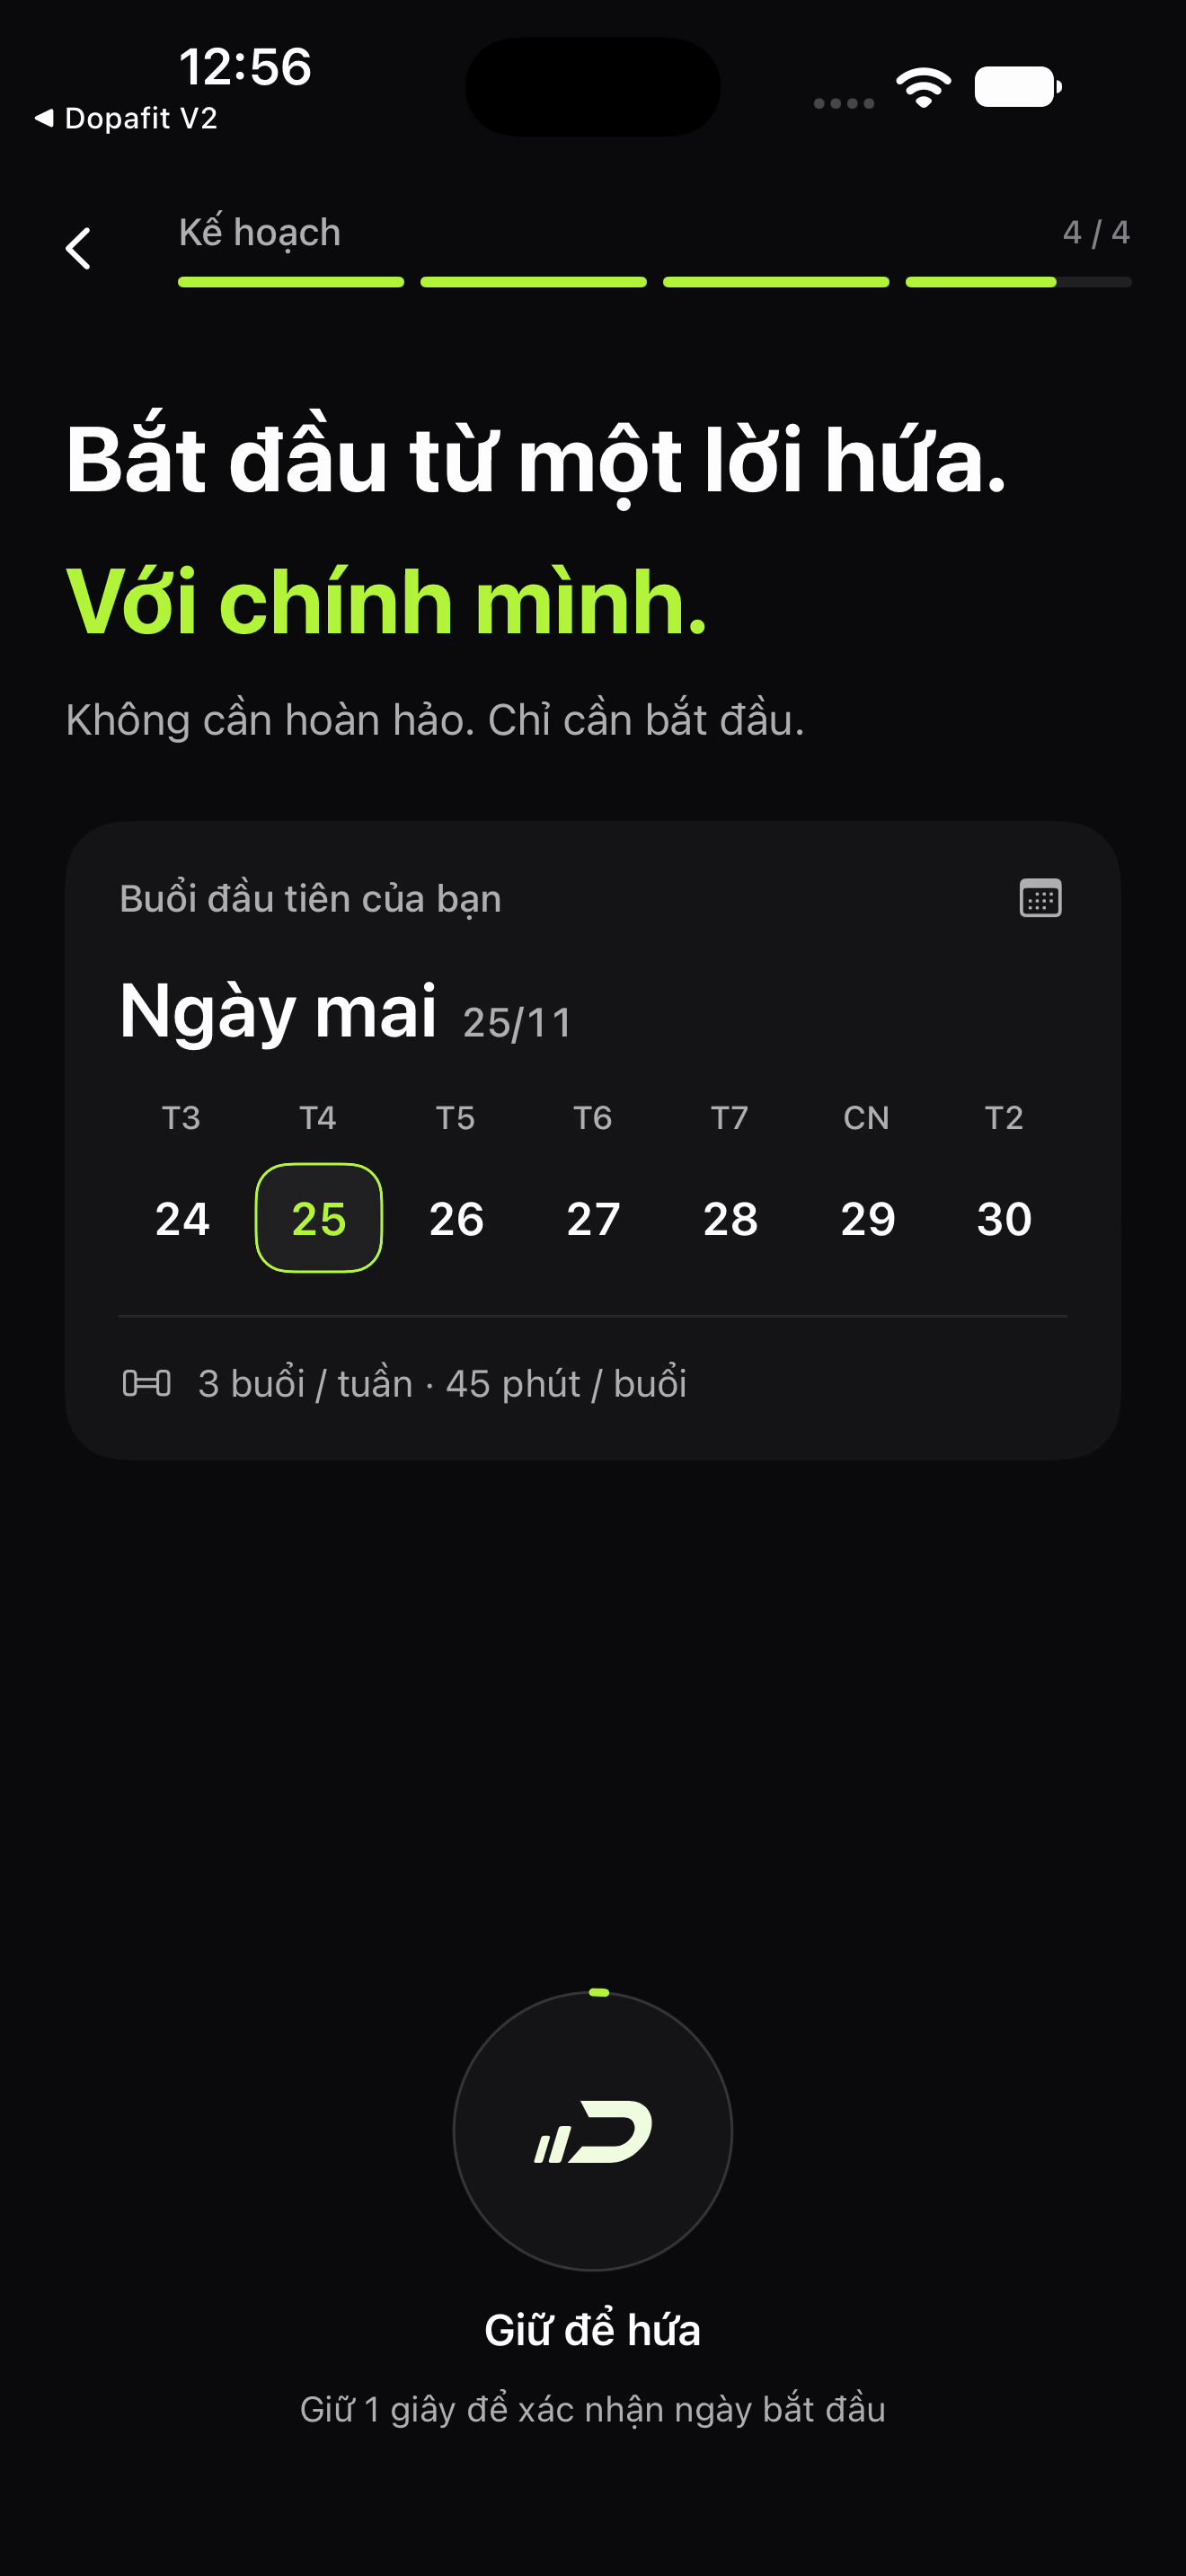 12:56
◀ Dopafit V2
Kế hoạch
4 / 4
Bắt đầu từ một lời hứa.
Với chính mình.
Không cần hoàn hảo. Chỉ cần bắt đầu.
Buổi đầu tiên của bạn
Ngày mai 25/11
T3 T4 T5 T6 T7 CN T2
24 25 26 27 28 29 30
3 buổi / tuần · 45 phút / buổi
Giữ để hứa
Giữ 1 giây để xác nhận ngày bắt đầu